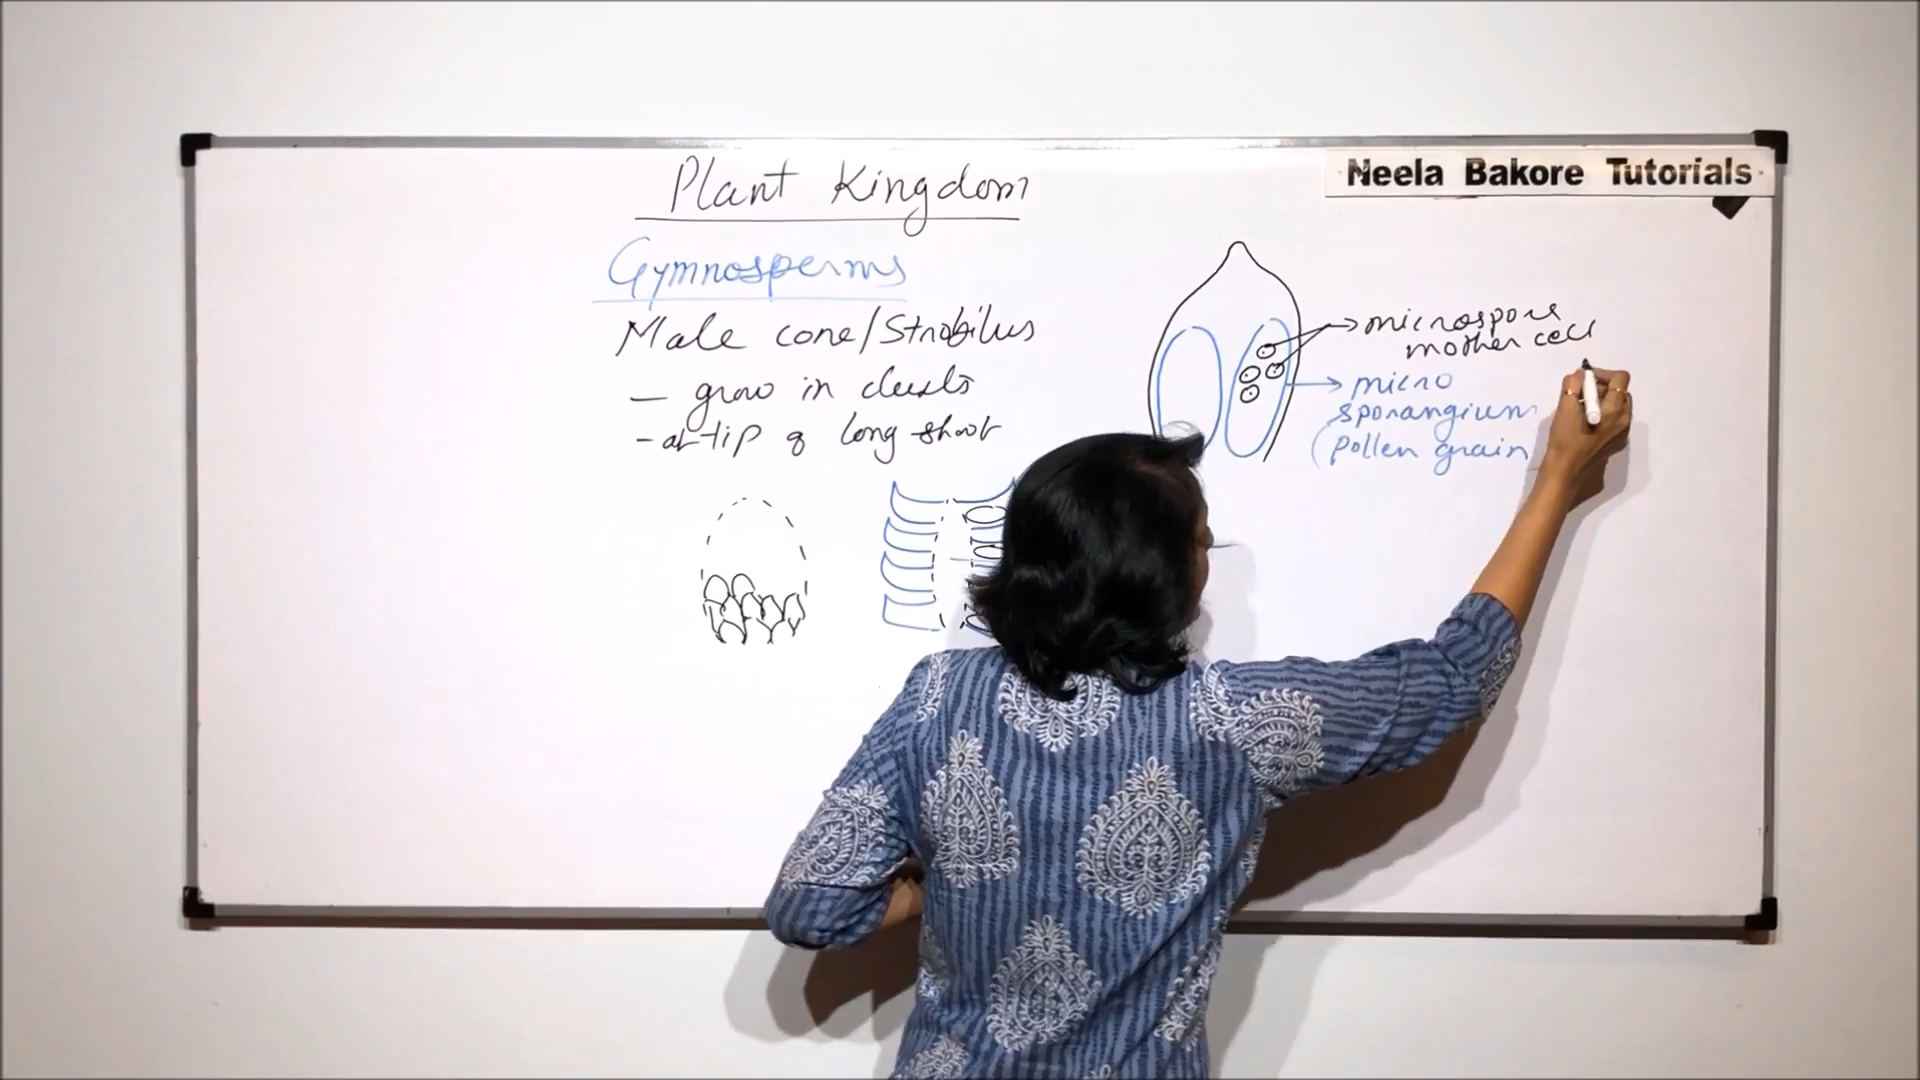 Neela Bakore Tutorials
Plant Kingdom
Gymnosperms
Male cone/Strobilus
— grow in clusts
- at tip of long shoot
microspore
mother cell
micro
sporangium
(pollen grain